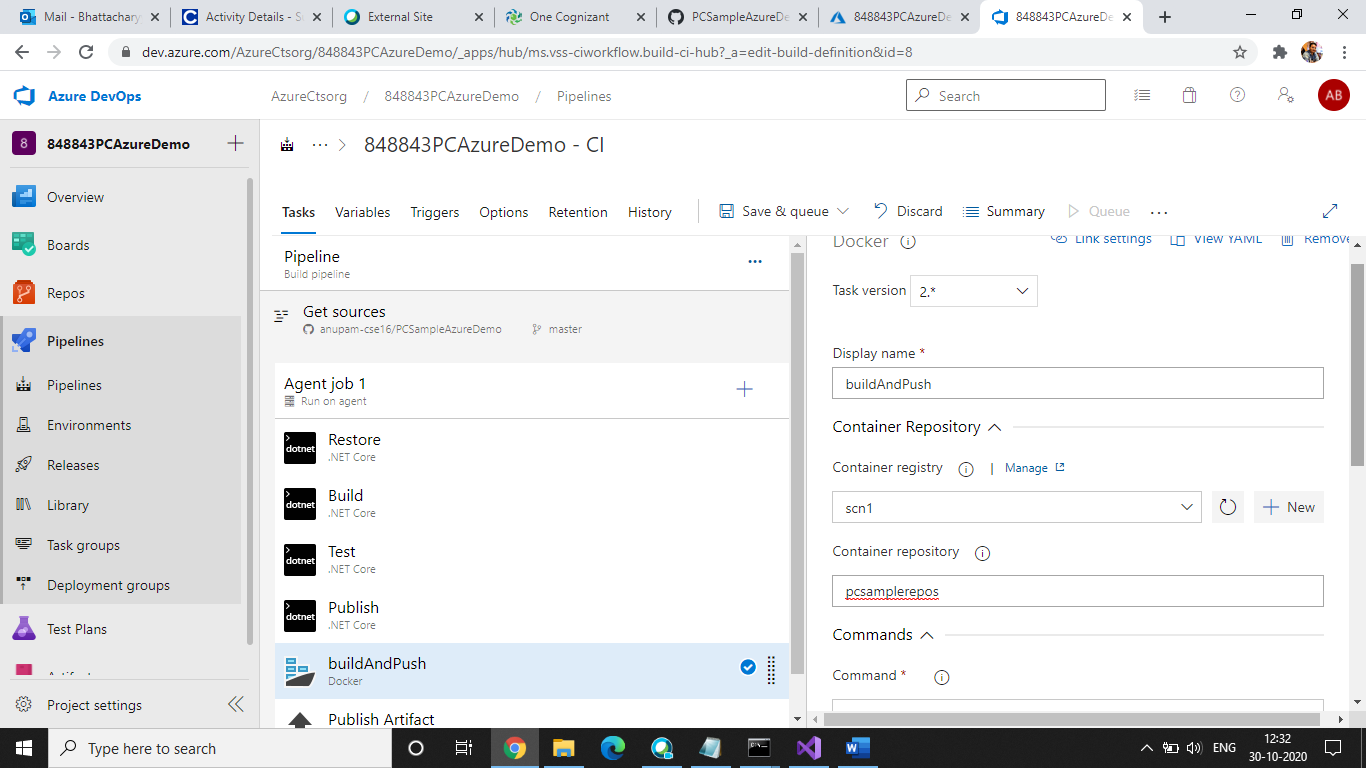 Mail - Bhattachary
Activity Details - S
External Site
One Cognizant
PCSampleAzureDe
848843PCAzureDe
848843PCAzureDe
dev.azure.com/AzureCtsorg/848843PCAzureDemo/_apps/hub/ms.vss-ciworkflow.build-ci-hub?_a=edit-build-definition&id=8
Azure DevOps
AzureCtsorg / 848843PCAzureDemo / Pipelines
Search
AB
8 848843PCAzureDemo
848843PCAzureDemo - CI
Overview
Boards
Repos
Pipelines
Pipelines
Environments
Releases
Library
Task groups
Deployment groups
Test Plans
Project settings
Tasks Variables Triggers Options Retention History Save & queue Discard Summary Queue
Pipeline
Build pipeline
Get sources
anupam-cse16/PCSampleAzureDemo master
Agent job 1
Run on agent
dotnet Restore
.NET Core
dotnet Build
.NET Core
dotnet Test
.NET Core
dotnet Publish
.NET Core
buildAndPush
Docker
Publish Artifact
Docker Link settings View YAML Remove
Task version 2.*
Display name *
buildAndPush
Container Repository
Container registry | Manage
scn1 New
Container repository
pcsamplerepos
Commands
Command *
Type here to search
ENG
12:32
30-10-2020